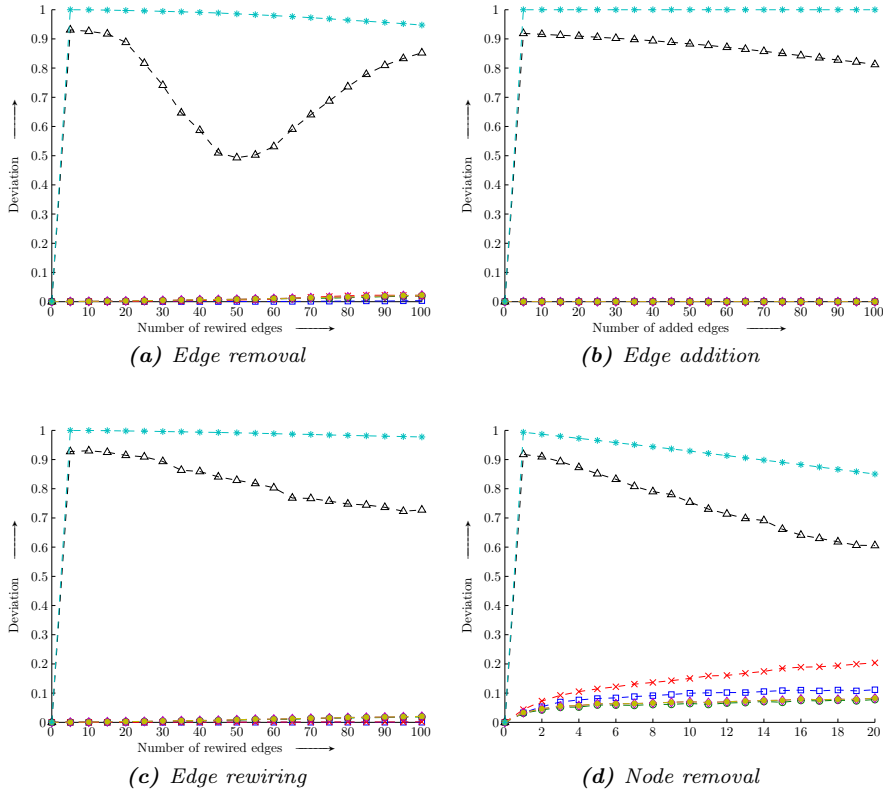 1
0.9
0.8
0.7
0.6
0.5
0.4
0.3
0.2
0.1
0
Deviation
0 10 20 30 40 50 60 70 80 90 100
Number of rewired edges
(a) Edge removal
1
0.9
0.8
0.7
0.6
0.5
0.4
0.3
0.2
0.1
0
Deviation
0 10 20 30 40 50 60 70 80 90 100
Number of added edges
(b) Edge addition
1
0.9
0.8
0.7
0.6
0.5
0.4
0.3
0.2
0.1
0
Deviation
0 10 20 30 40 50 60 70 80 90 100
Number of rewired edges
(c) Edge rewiring
1
0.9
0.8
0.7
0.6
0.5
0.4
0.3
0.2
0.1
0
Deviation
0 2 4 6 8 10 12 14 16 18 20
(d) Node removal